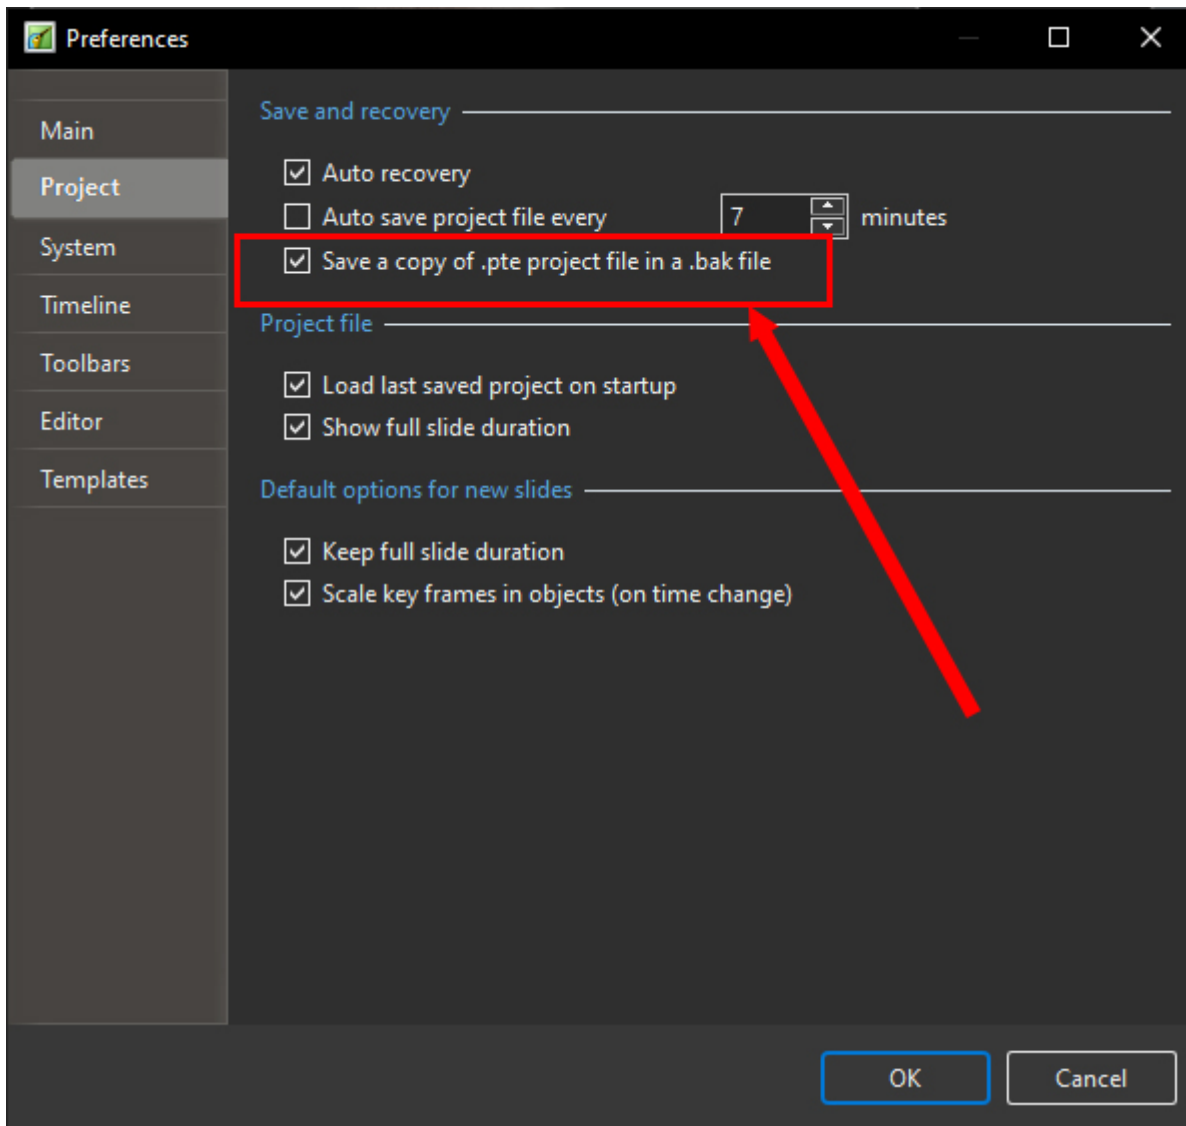 Preferences
Main
Project
System
Timeline
Toolbars
Editor
Templates
Save and recovery
Auto recovery
Auto save project file every 7 minutes
Save a copy of .pte project file in a .bak file
Project file
Load last saved project on startup
Show full slide duration
Default options for new slides
Keep full slide duration
Scale key frames in objects (on time change)
OK Cancel